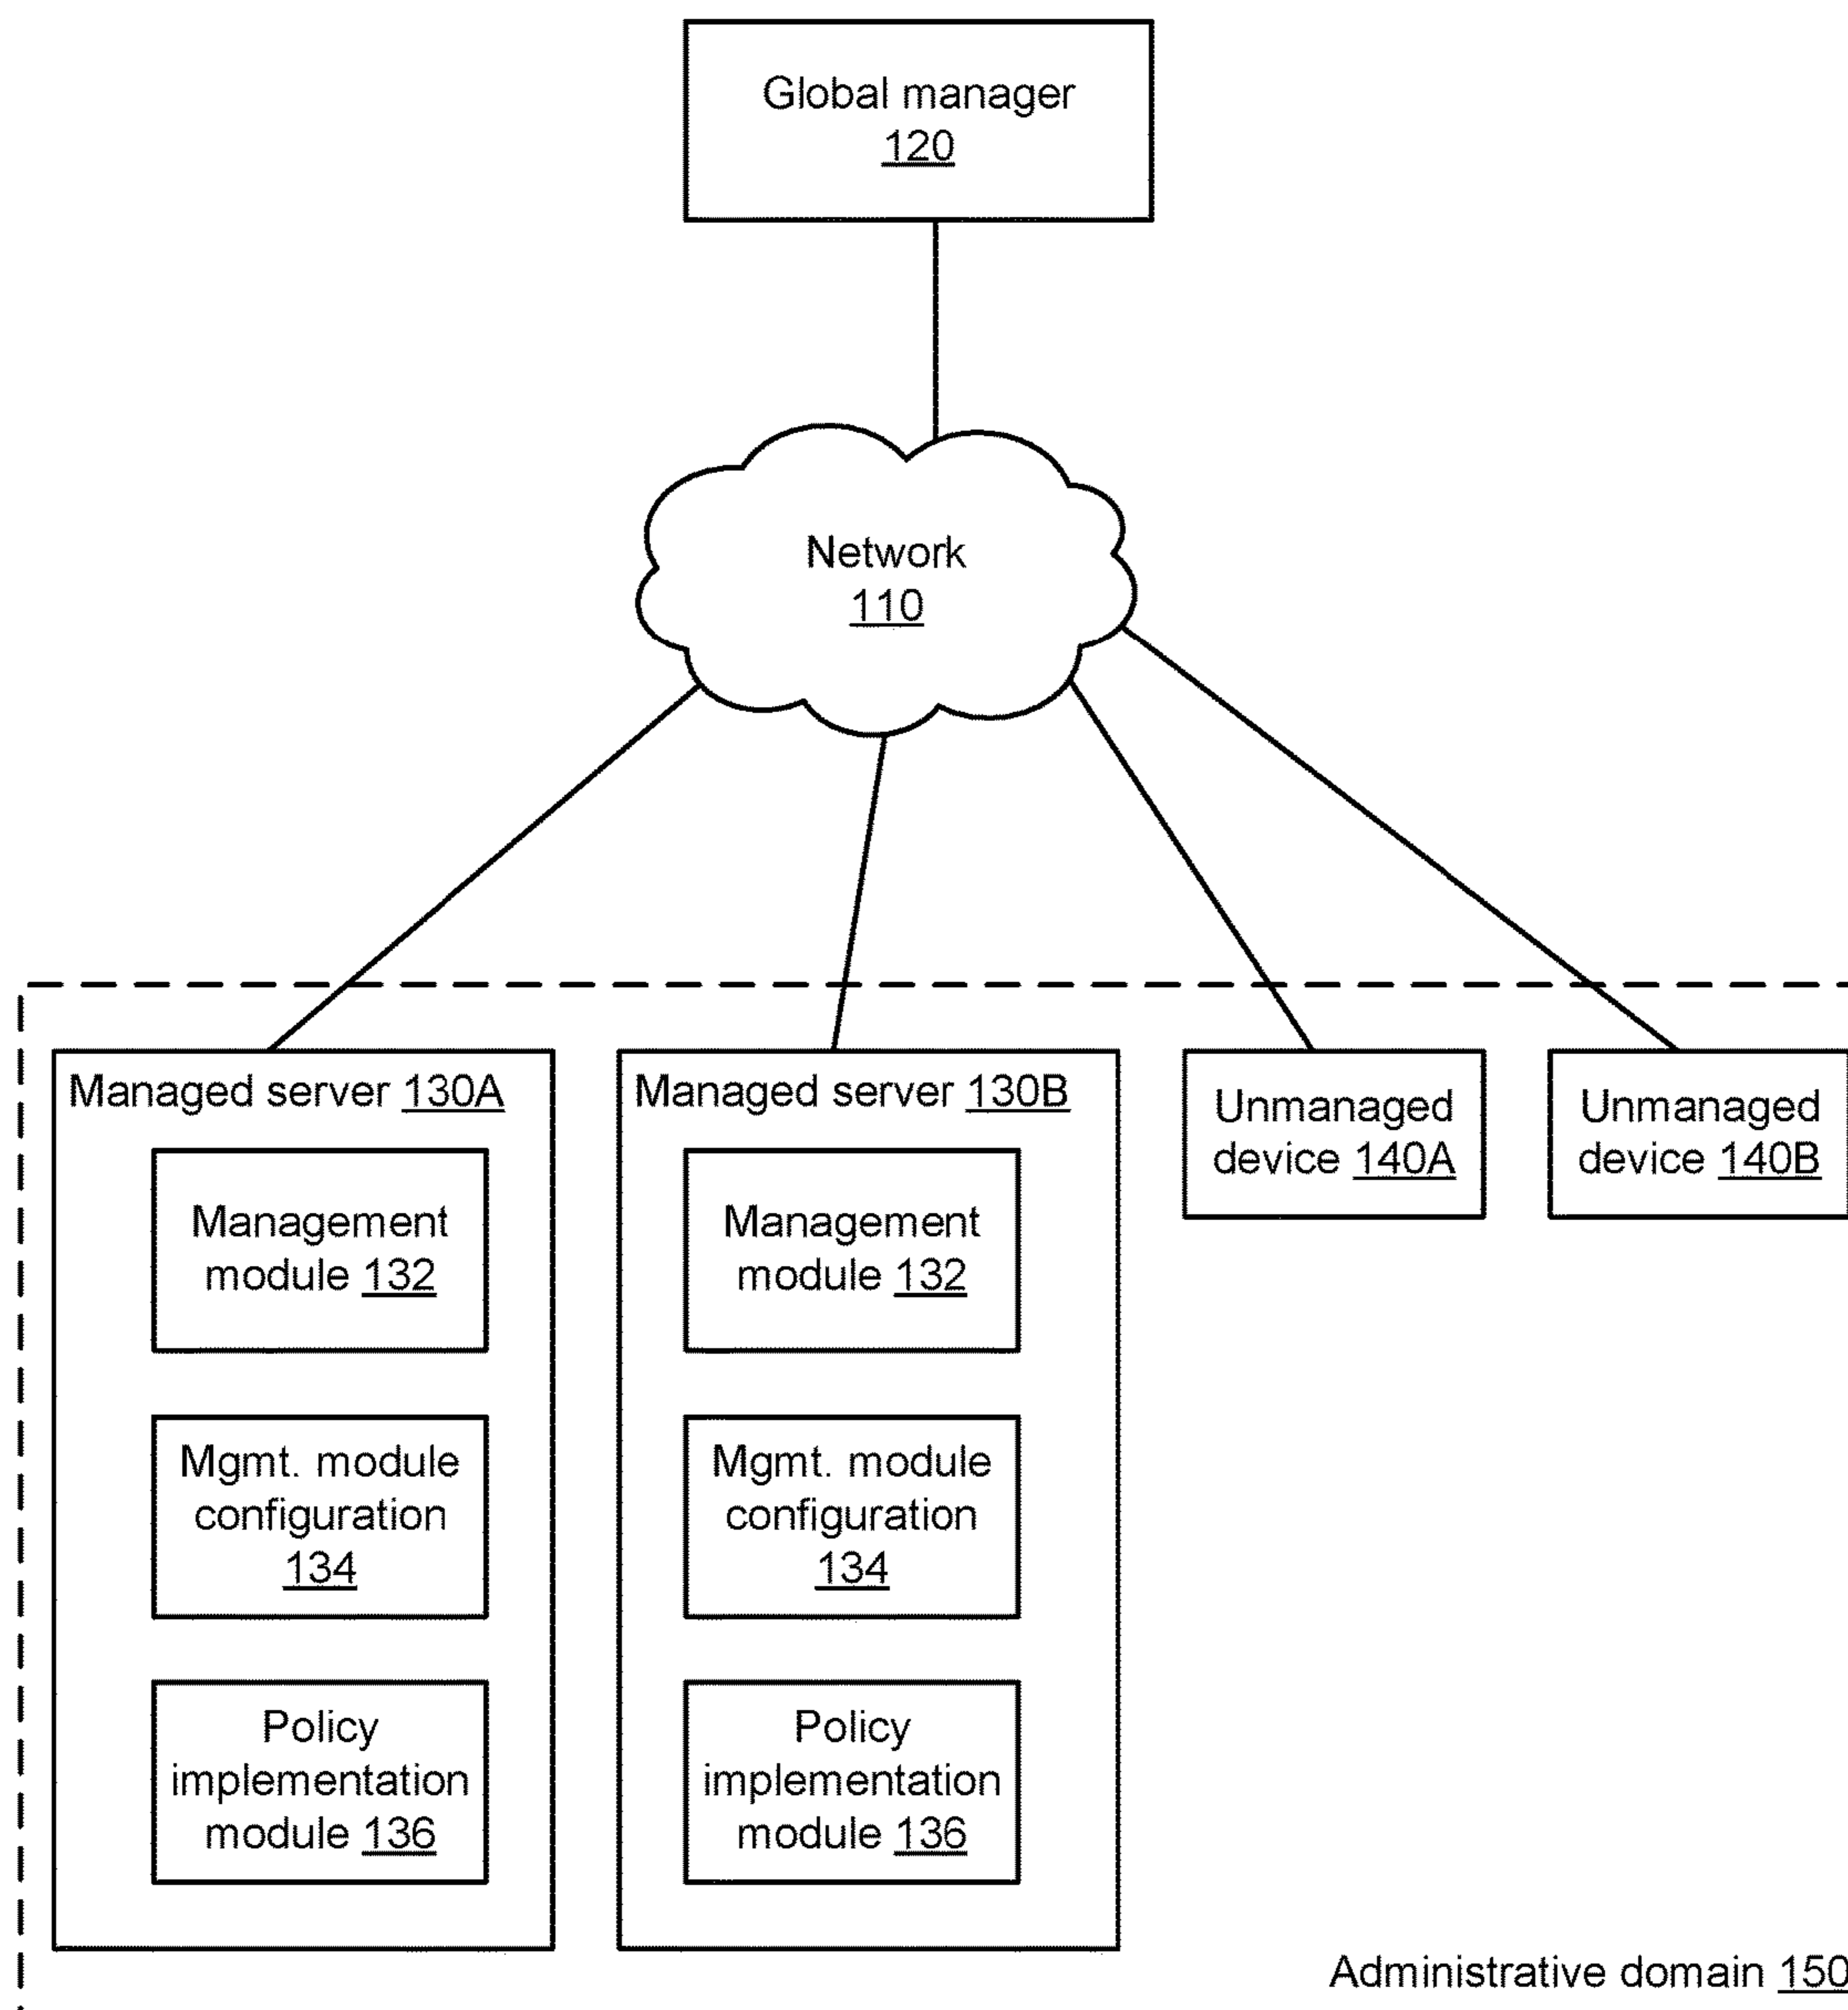 Global manager
120
Network
110
Managed server 130A
Management
module 132
Mgmt. module
configuration
134
Policy
implementation
module 136
Managed server 130B
Management
module 132
Mgmt. module
configuration
134
Policy
implementation
module 136
Unmanaged
device 140A
Unmanaged
device 140B
Administrative domain 150